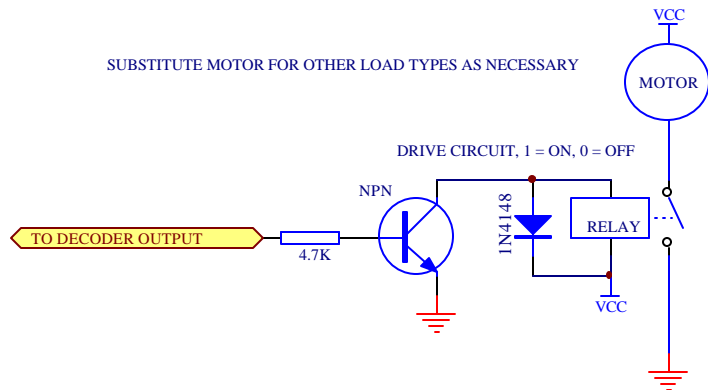 VCC
SUBSTITUTE MOTOR FOR OTHER LOAD TYPES AS NECESSARY
MOTOR
DRIVE CIRCUIT, 1 = ON, 0 = OFF
NPN
1N4148
RELAY
TO DECODER OUTPUT
4.7K
VCC